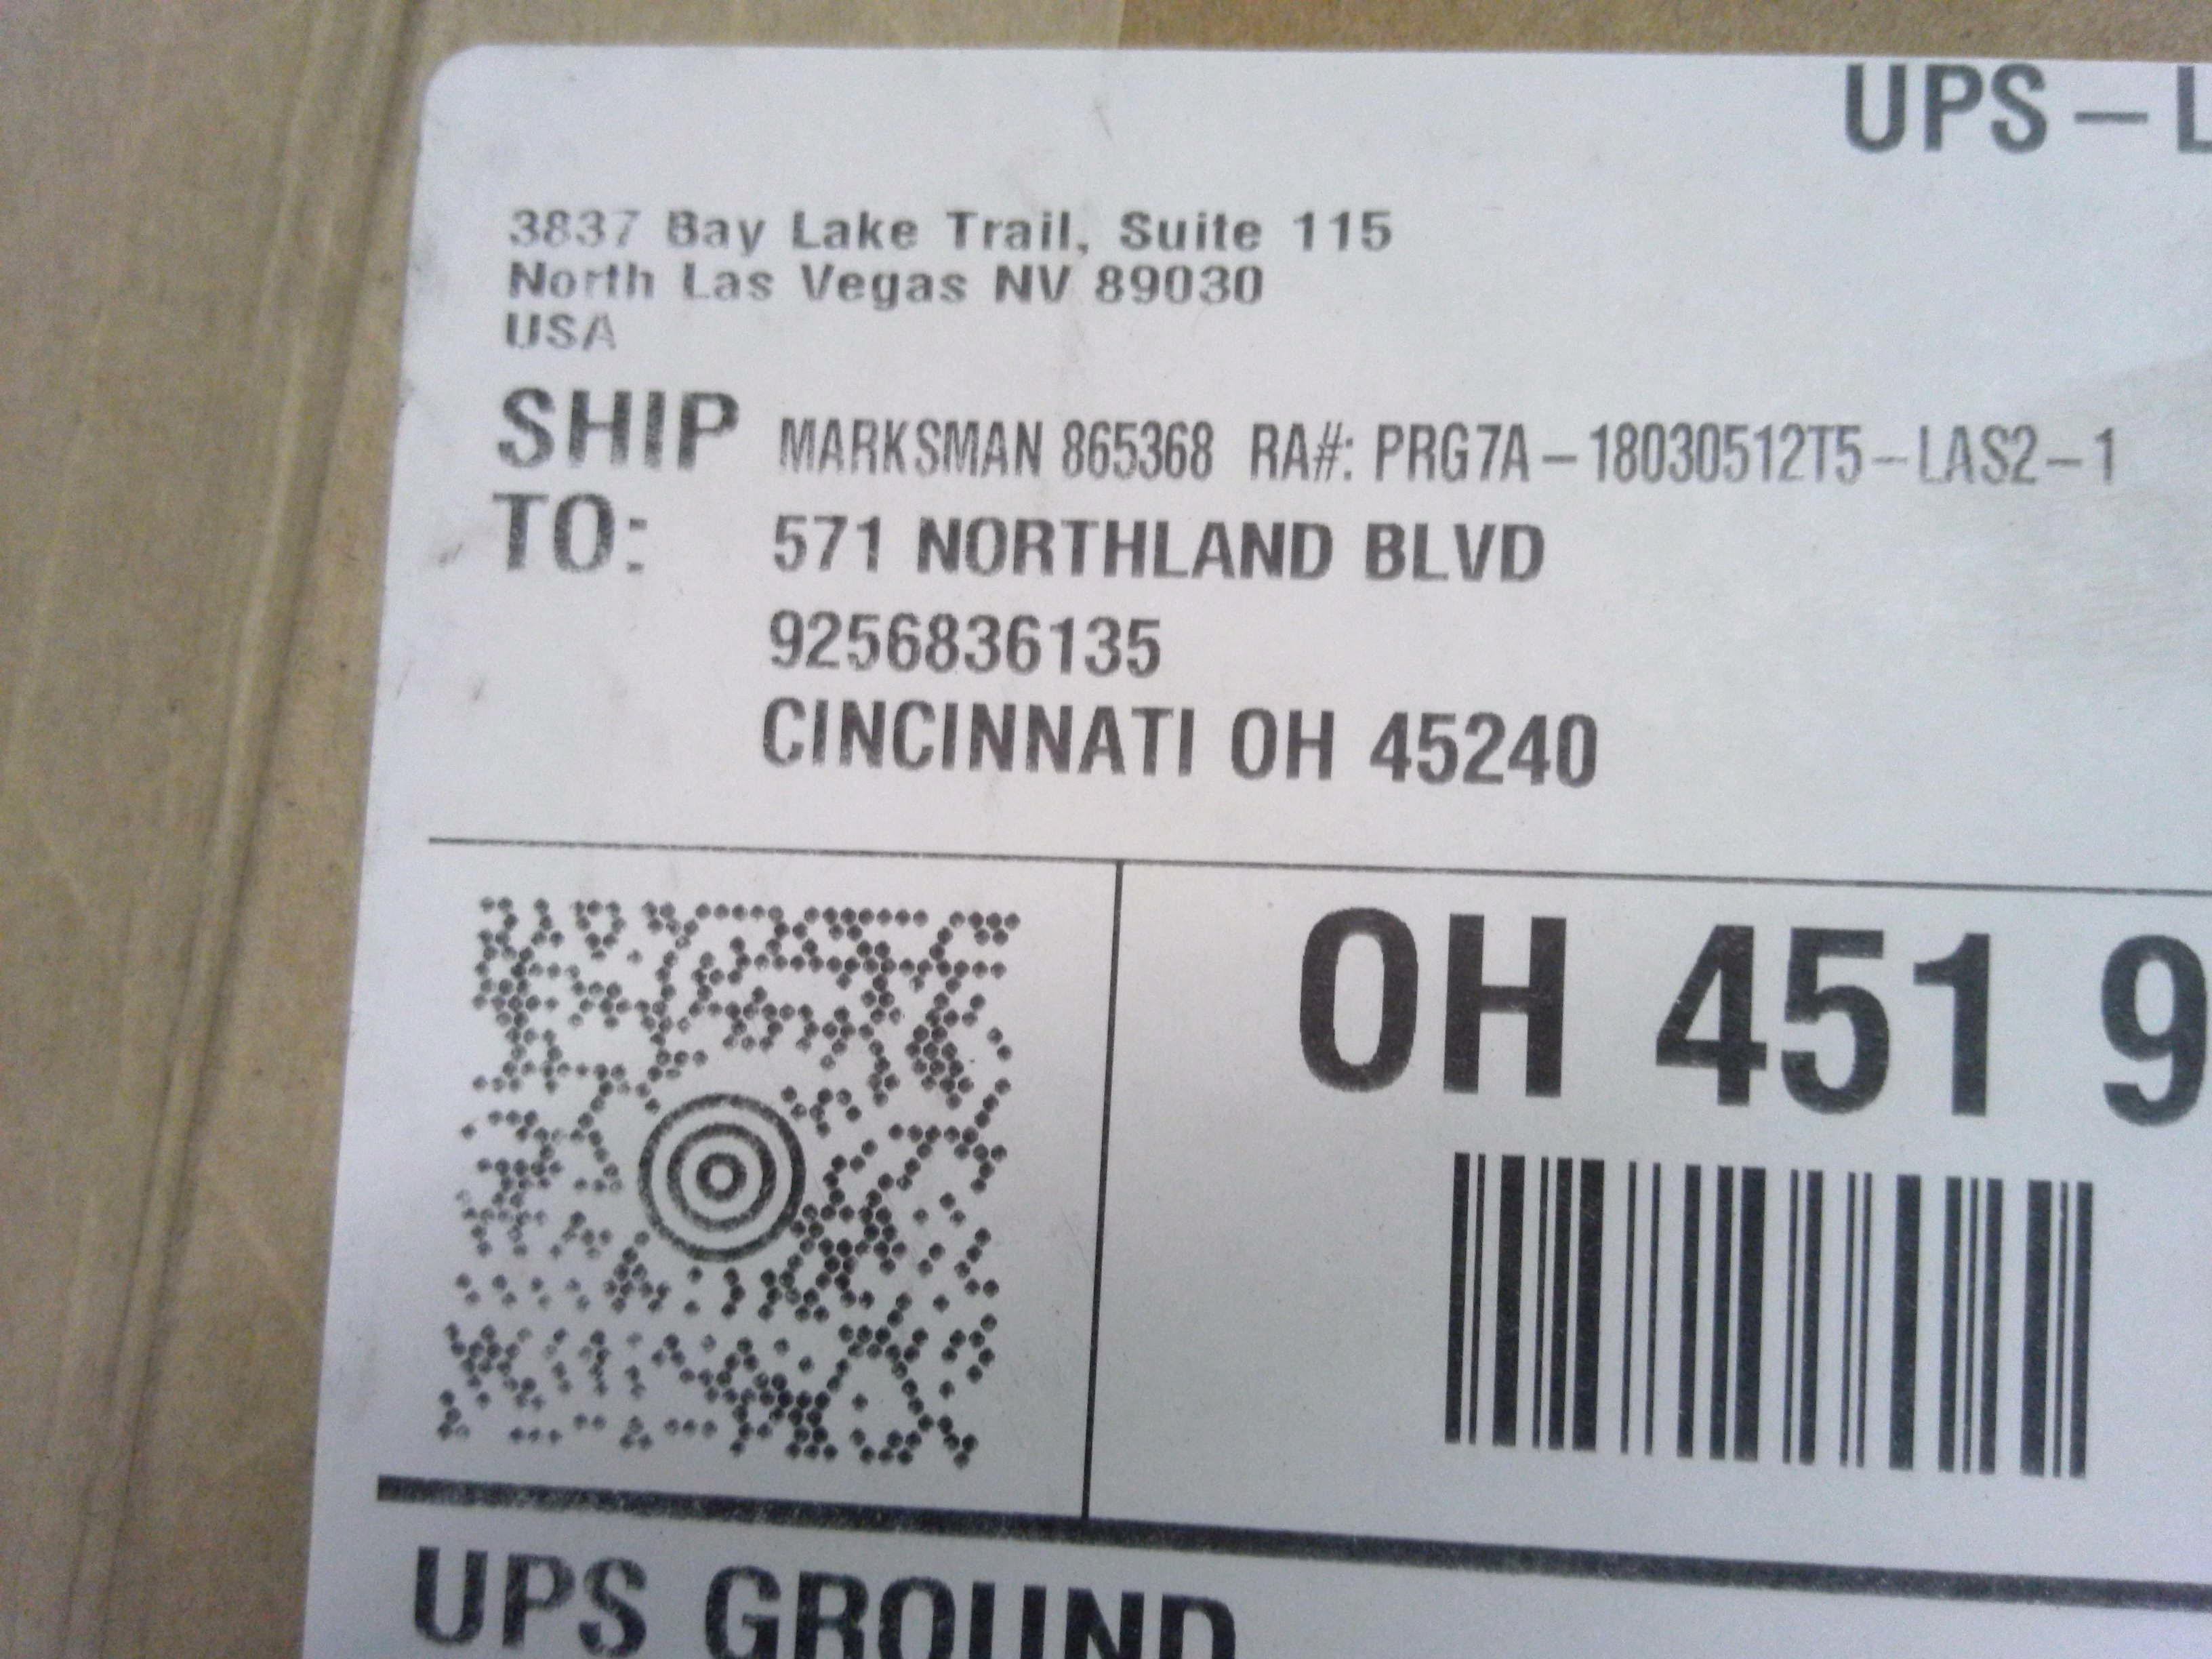 UPS – L
3837 Bay Lake Trail, Suite 115
North Las Vegas NV 89030
USA
SHIP TO: MARKSMAN 865368 RA#: PRG7A–18030512T5–LAS2–1
571 NORTHLAND BLVD
9256836135
CINCINNATI OH 45240
OH 451 9
UPS GROUND